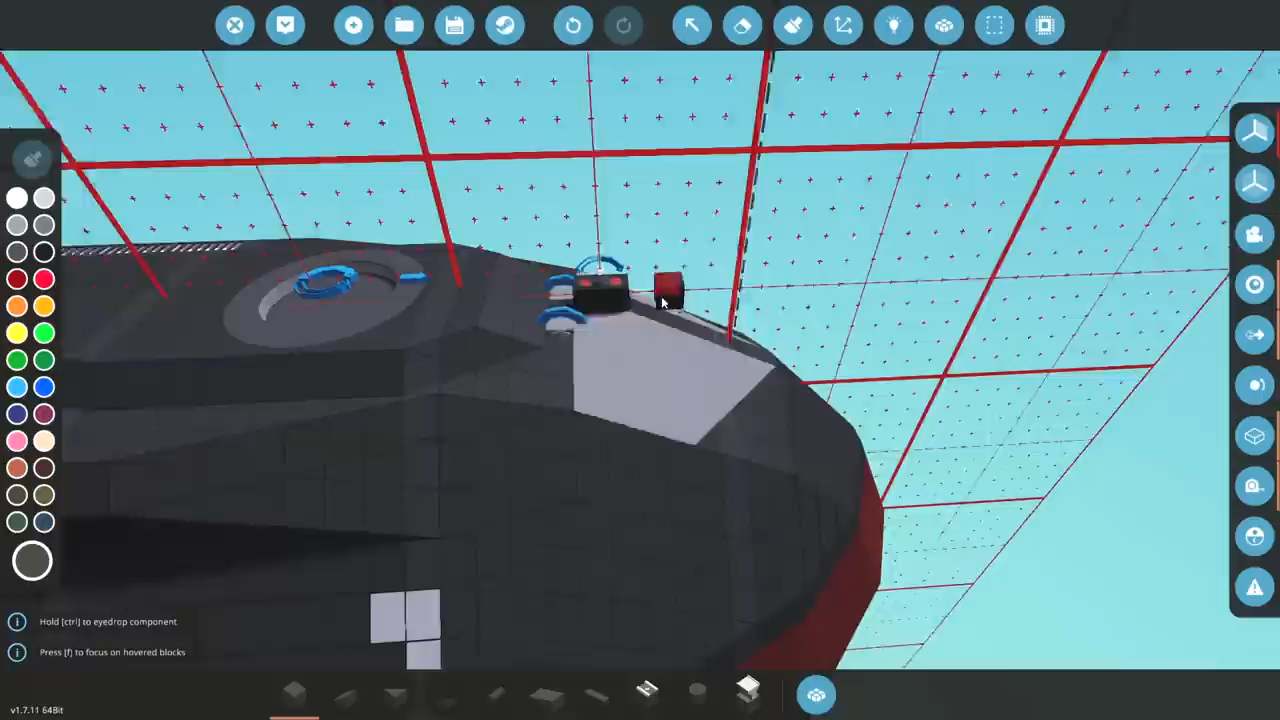 Hold [ctrl] to eyedrop component
Press [f] to focus on hovered blocks
v1.7.11 64Bit